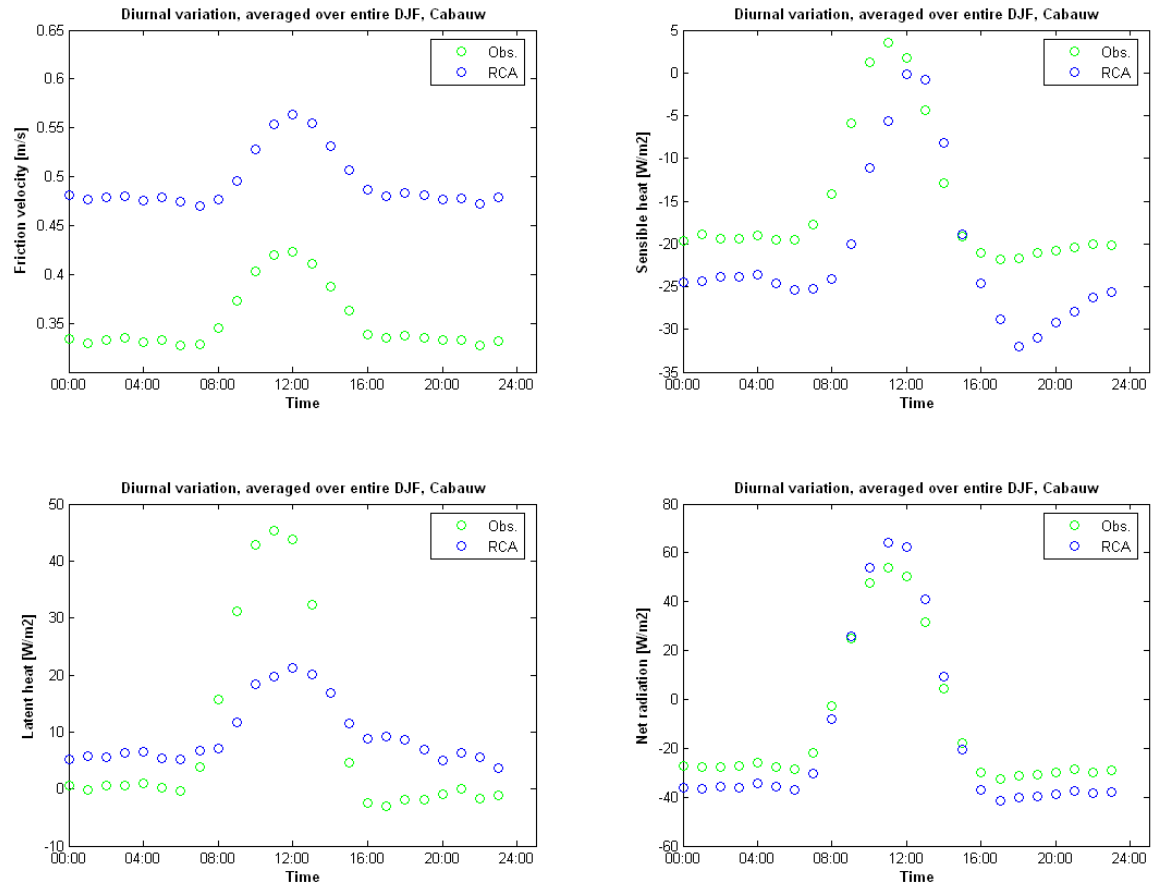 Diurnal variation, averaged over entire DJF, Cabauw
0.65
0.6
0.55
0.5
0.45
0.4
0.35
Friction velocity [m/s]
Obs.
RCA
00:00 04:00 08:00 12:00 16:00 20:00 24:00
Time
Diurnal variation, averaged over entire DJF, Cabauw
5
0
-5
-10
-15
-20
-25
-30
-35
Sensible heat [W/m2]
Obs.
RCA
00:00 04:00 08:00 12:00 16:00 20:00 24:00
Time
Diurnal variation, averaged over entire DJF, Cabauw
50
40
30
20
10
0
-10
Latent heat [W/m2]
Obs.
RCA
00:00 04:00 08:00 12:00 16:00 20:00 24:00
Time
Diurnal variation, averaged over entire DJF, Cabauw
80
60
40
20
0
-20
-40
-60
Net radiation [W/m2]
Obs.
RCA
00:00 04:00 08:00 12:00 16:00 20:00 24:00
Time